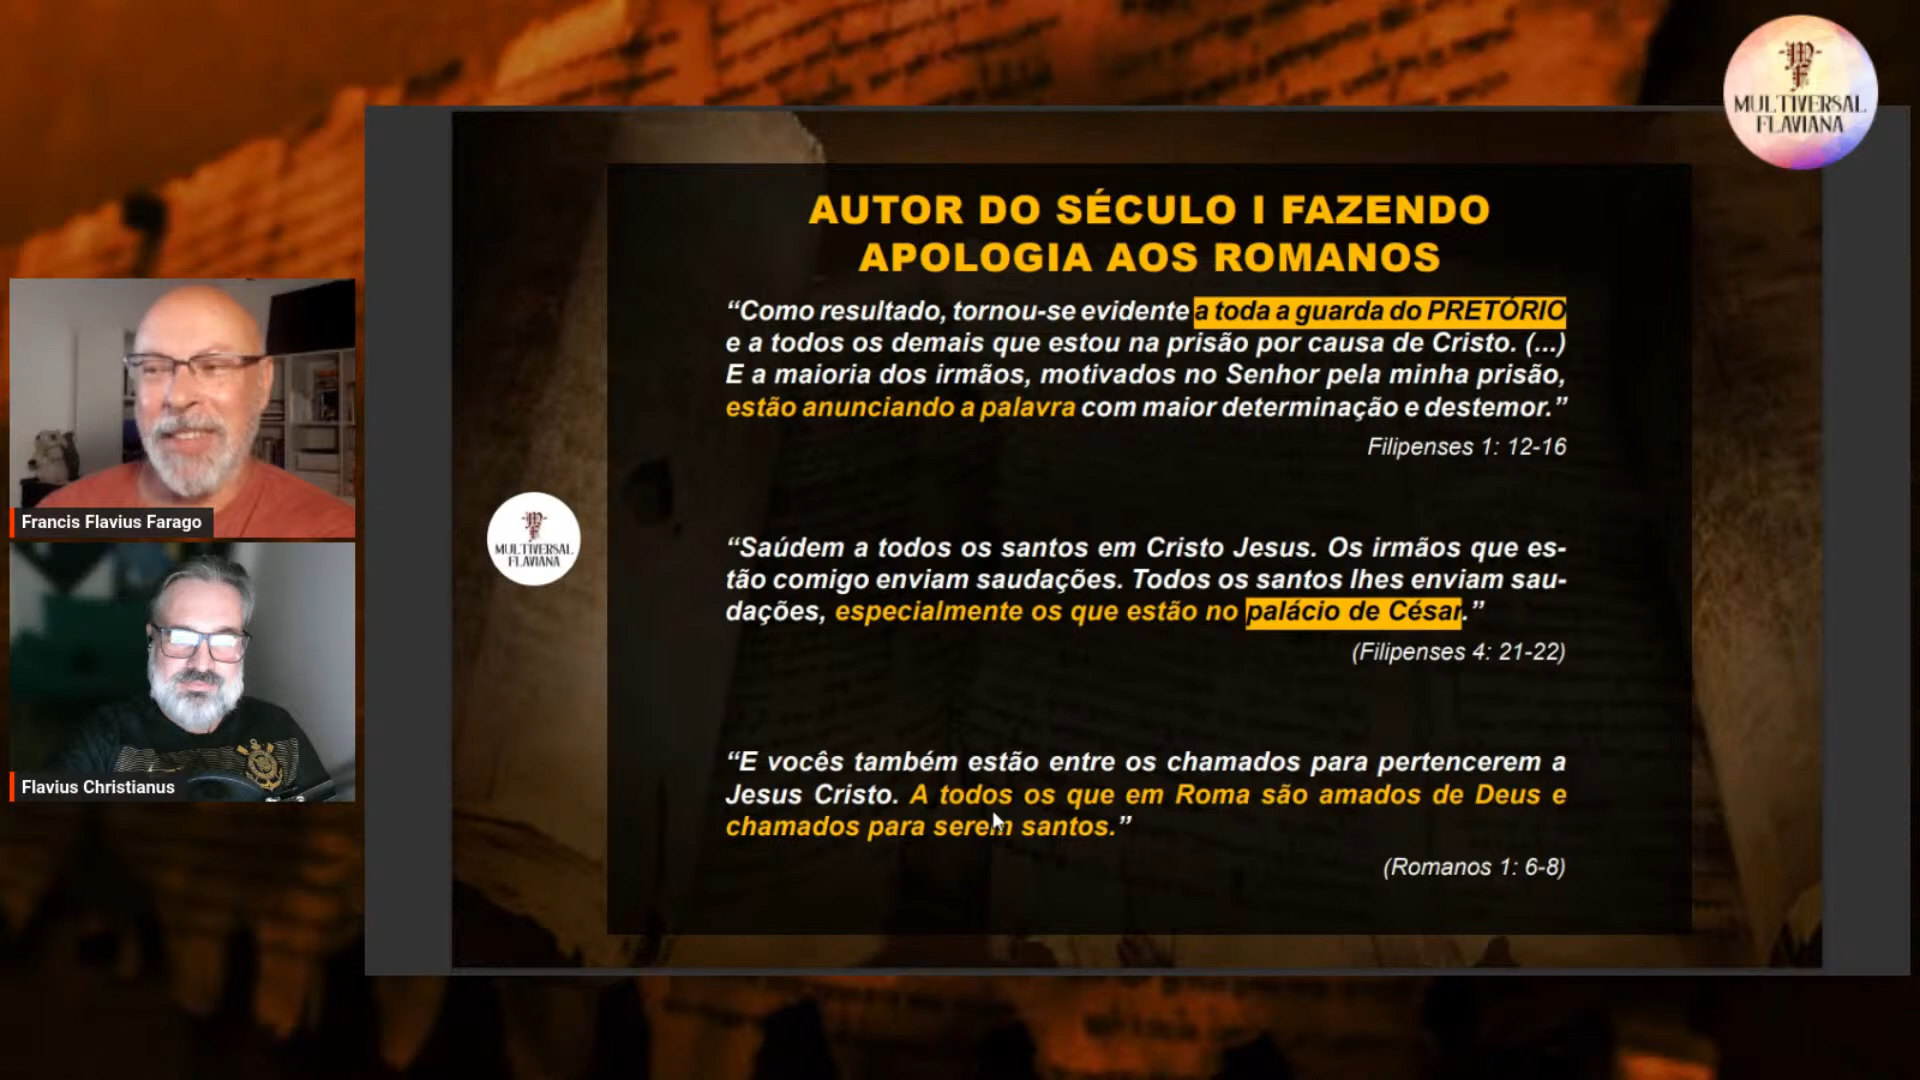 MF
MULTIVERSAL
FLAVIANA
AUTOR DO SÉCULO I FAZENDO
APOLOGIA AOS ROMANOS
“Como resultado, tornou-se evidente a toda a guarda do PRETÓRIO
e a todos os demais que estou na prisão por causa de Cristo. (...)
E a maioria dos irmãos, motivados no Senhor pela minha prisão,
estão anunciando a palavra com maior determinação e destemor.”
Filipenses 1: 12-16
“Saúdem a todos os santos em Cristo Jesus. Os irmãos que es-
tão comigo enviam saudações. Todos os santos lhes enviam sau-
dações, especialmente os que estão no palácio de César.”
(Filipenses 4: 21-22)
“E vocês também estão entre os chamados para pertencerem a
Jesus Cristo. A todos os que em Roma são amados de Deus e
chamados para serem santos.”
(Romanos 1: 6-8)
MF
MULTIVERSAL
FLAVIANA
Francis Flavius Farago
Flavius Christianus